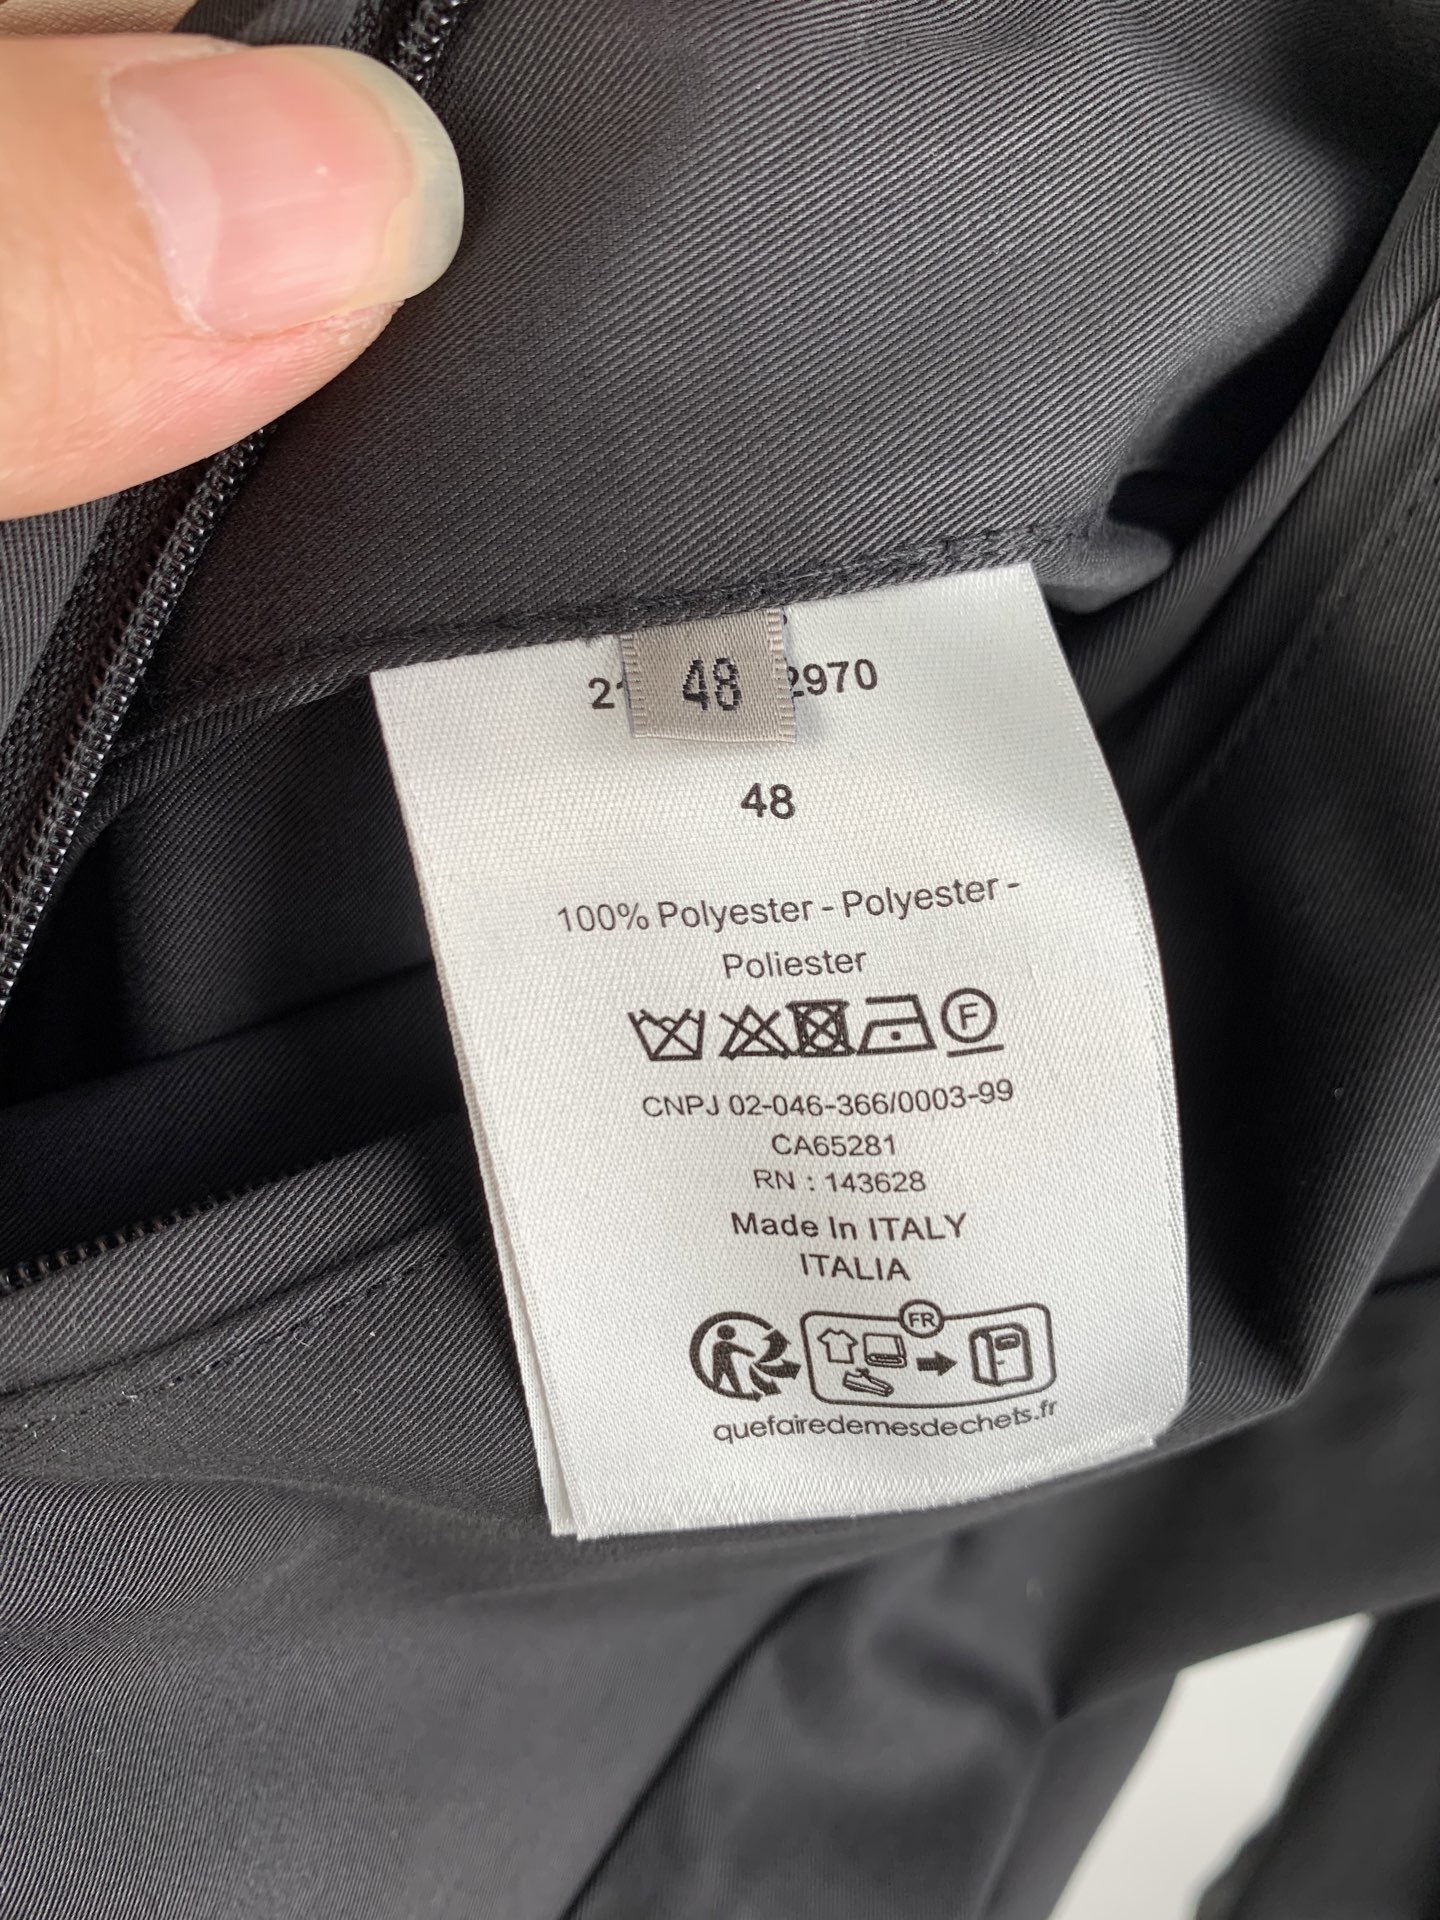 48
2970
48
100% Polyester - Polyester -
Poliester
F
CNPJ 02-046-366/0003-99
CA65281
RN : 143628
Made In ITALY
ITALIA
FR
quefairedemesdechets.fr